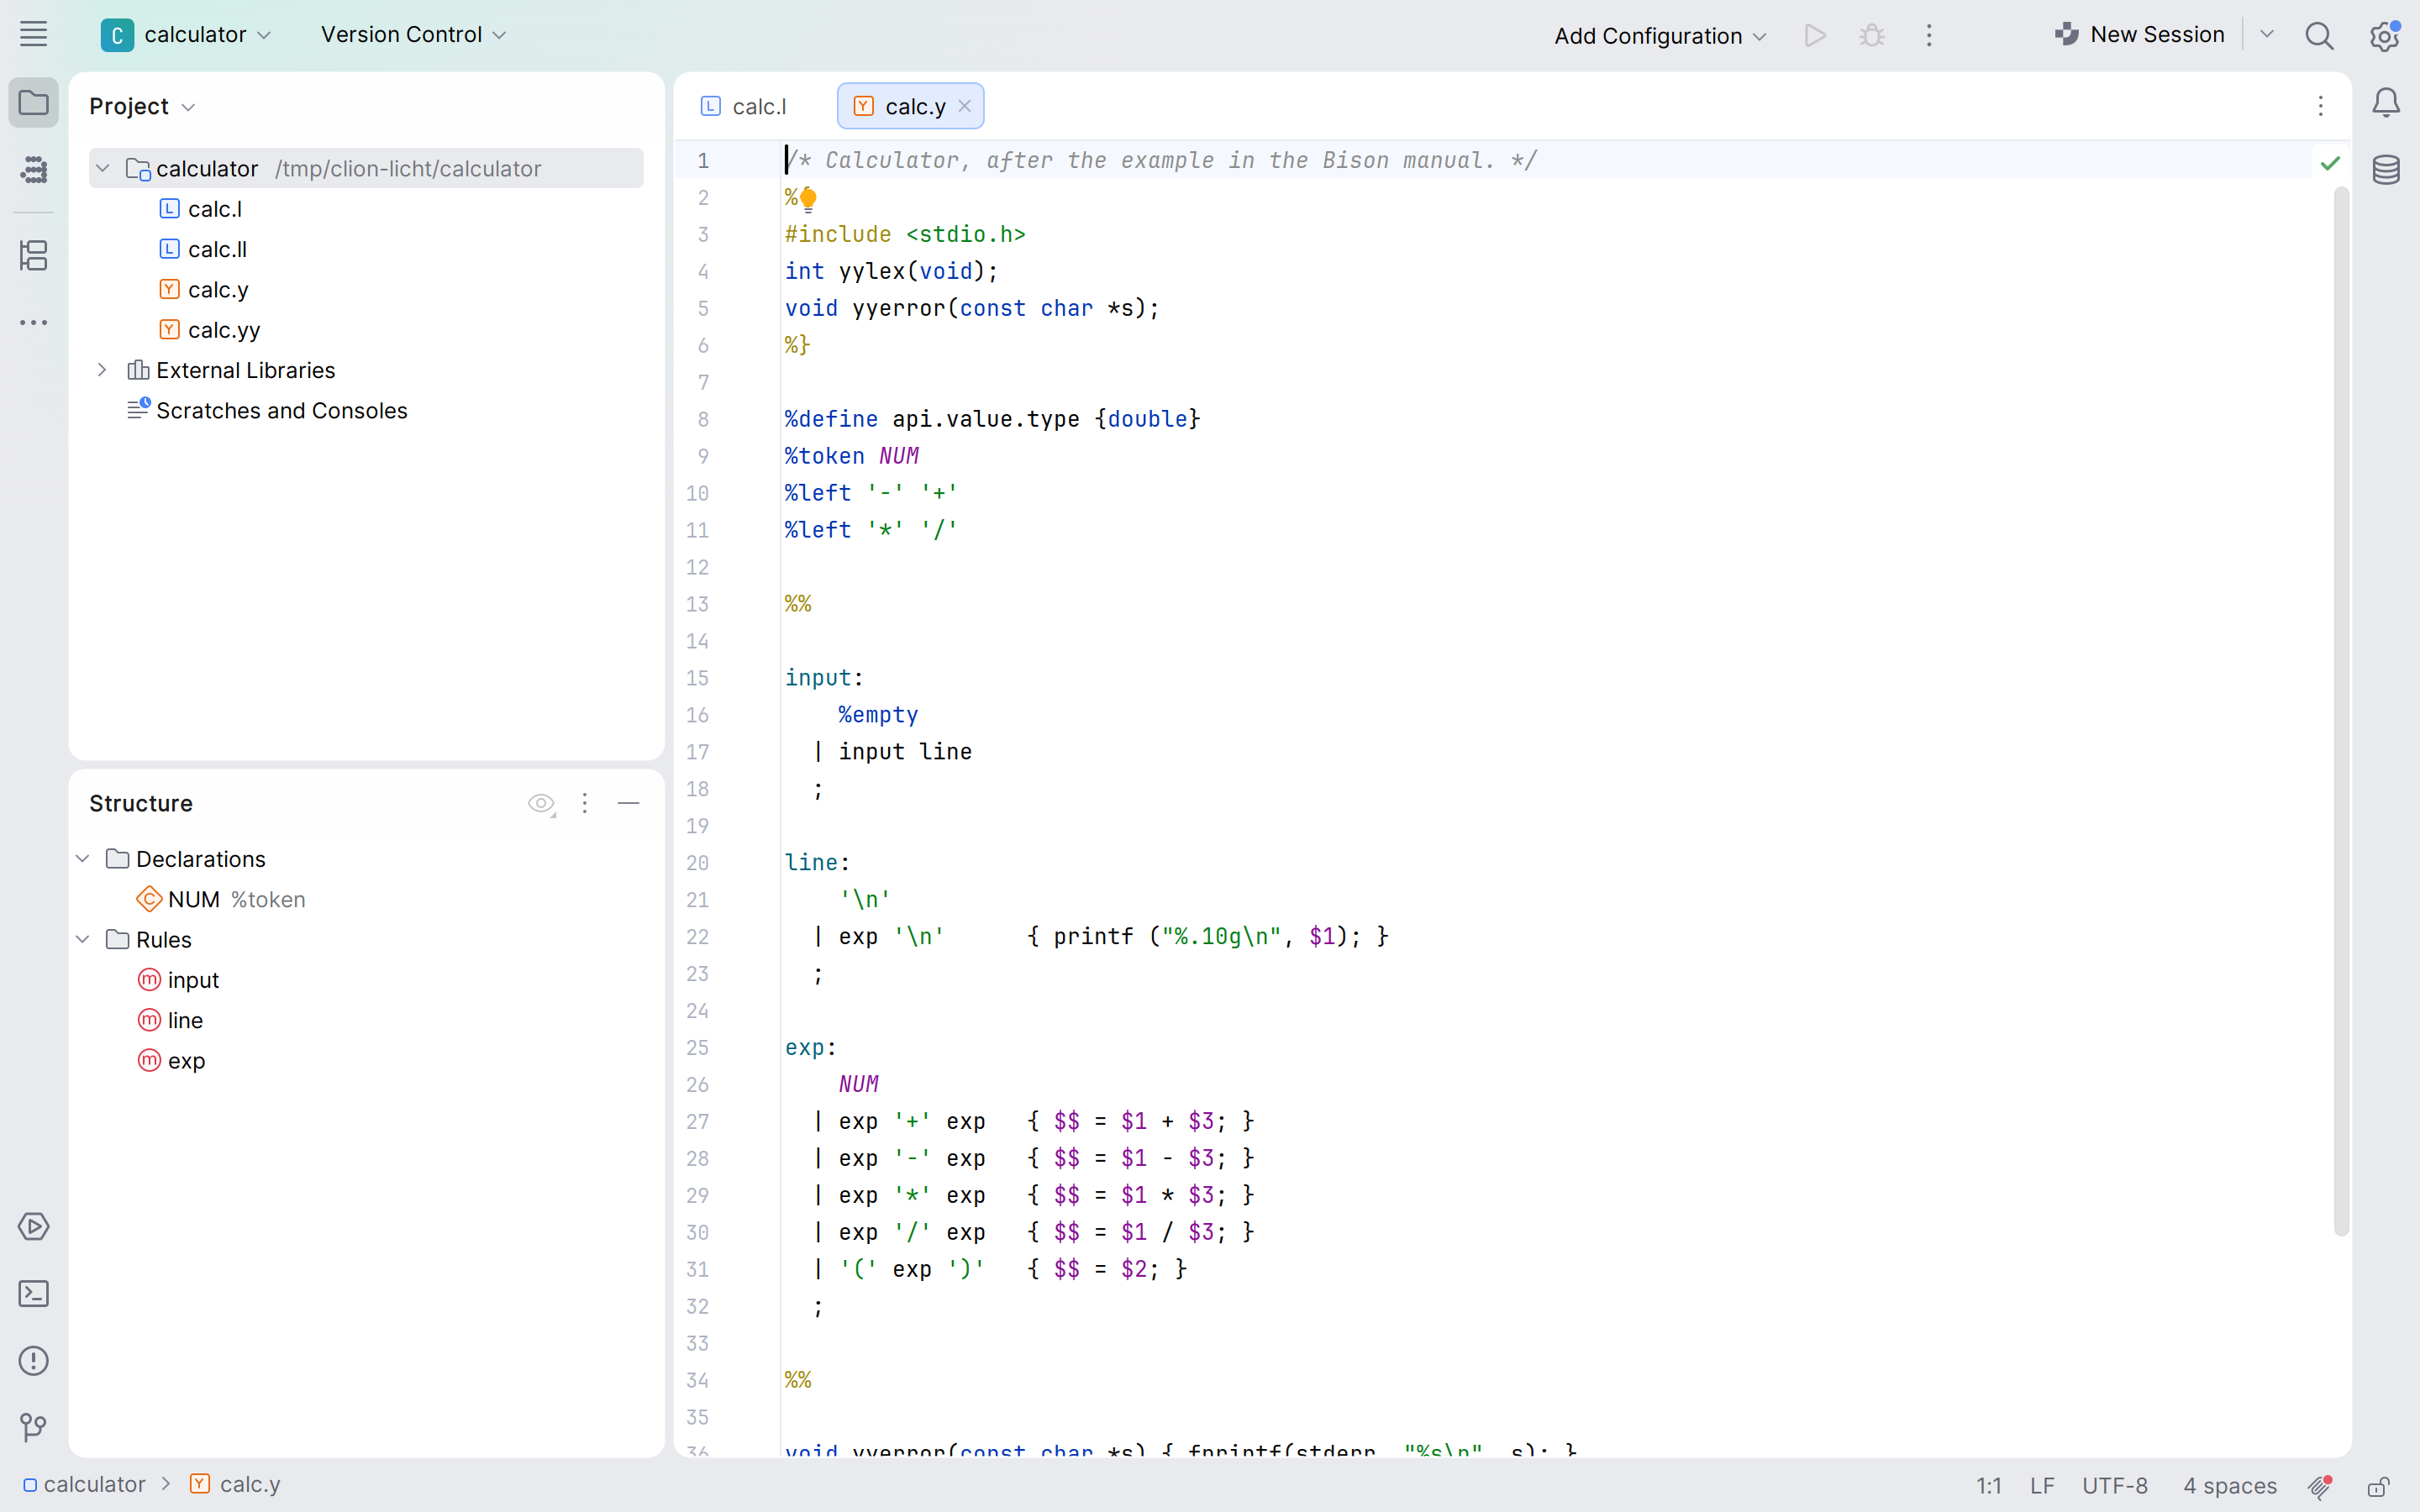 C calculator Version Control Add Configuration New Session
Project
calculator /tmp/clion-licht/calculator
L calc.l
L calc.ll
Y calc.y
Y calc.yy
External Libraries
Scratches and Consoles
Structure
Declarations
C NUM %token
Rules
m input
m line
m exp
L calc.l Y calc.y
1 /* Calculator, after the example in the Bison manual. */
2 %
3 #include <stdio.h>
4 int yylex(void);
5 void yyerror(const char *s);
6 %}
7
8 %define api.value.type {double}
9 %token NUM
10 %left '-' '+'
11 %left '*' '/'
12
13 %%
14
15 input:
16     %empty
17   | input line
18   ;
19
20 line:
21     '\n'
22   | exp '\n'      { printf ("%.10g\n", $1); }
23   ;
24
25 exp:
26     NUM
27   | exp '+' exp   { $$ = $1 + $3; }
28   | exp '-' exp   { $$ = $1 - $3; }
29   | exp '*' exp   { $$ = $1 * $3; }
30   | exp '/' exp   { $$ = $1 / $3; }
31   | '(' exp ')'   { $$ = $2; }
32   ;
33
34 %%
35
36 void yyerror(const char *s) { fprintf(stderr, "%s\n", s); }
calculator Y calc.y 1:1 LF UTF-8 4 spaces